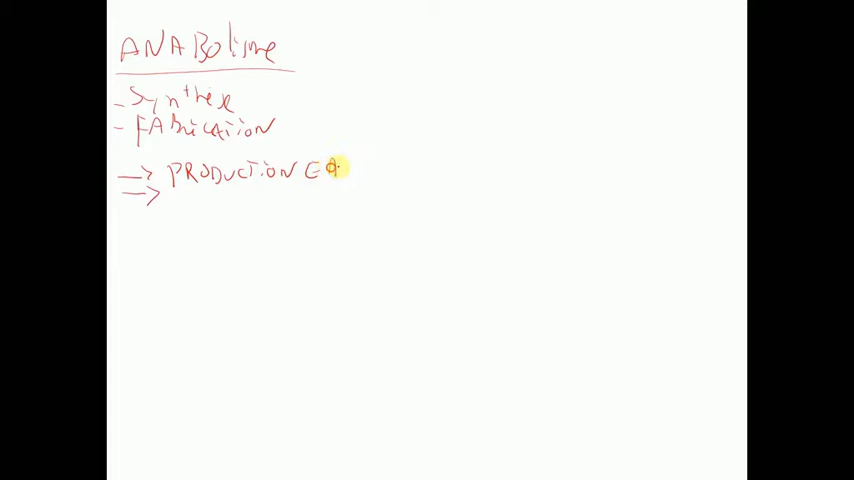 ANABolisme
- Synthèse
- FABRICATiON
=> PRODUCTiON E
=>